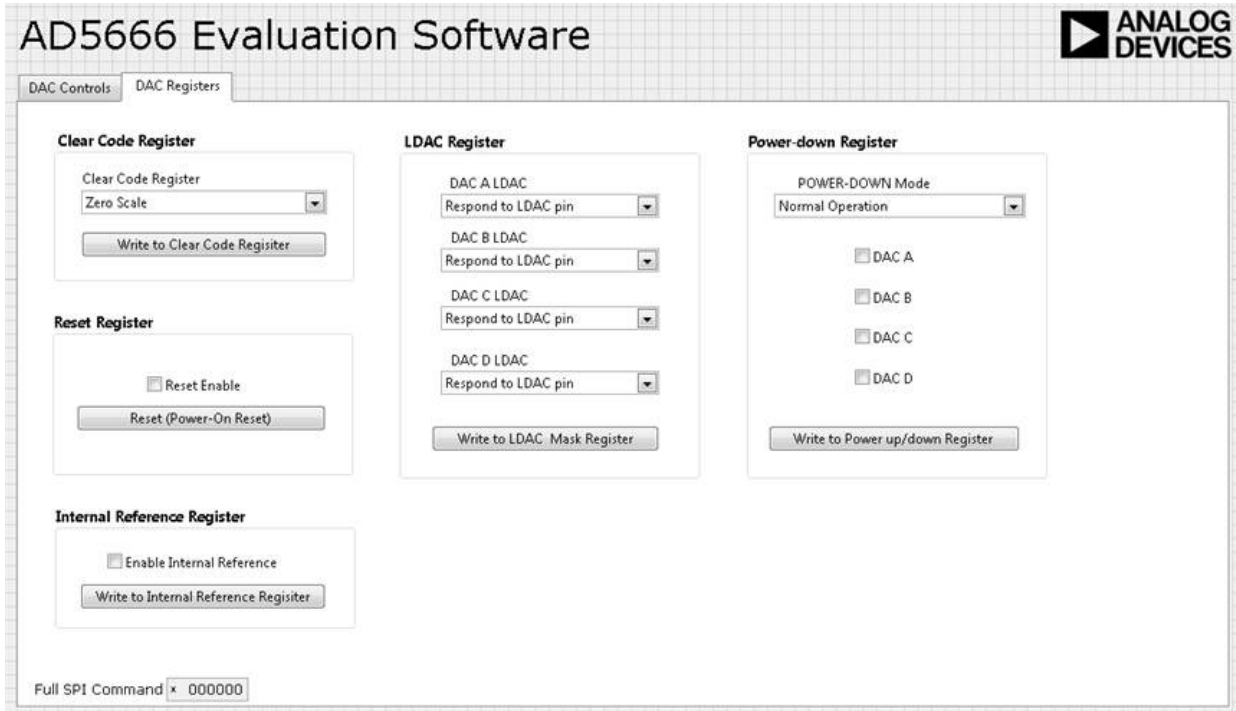 AD5666 Evaluation Software
ANALOG
DEVICES
DAC Controls
DAC Registers
Clear Code Register
Clear Code Register
Zero Scale
Write to Clear Code Regisiter
Reset Register
Reset Enable
Reset (Power-On Reset)
Internal Reference Register
Enable Internal Reference
Write to Internal Reference Regisiter
LDAC Register
DAC A LDAC
Respond to LDAC pin
DAC B LDAC
Respond to LDAC pin
DAC C LDAC
Respond to LDAC pin
DAC D LDAC
Respond to LDAC pin
Write to LDAC Mask Register
Power-down Register
POWER-DOWN Mode
Normal Operation
DAC A
DAC B
DAC C
DAC D
Write to Power up/down Register
Full SPI Command x 000000